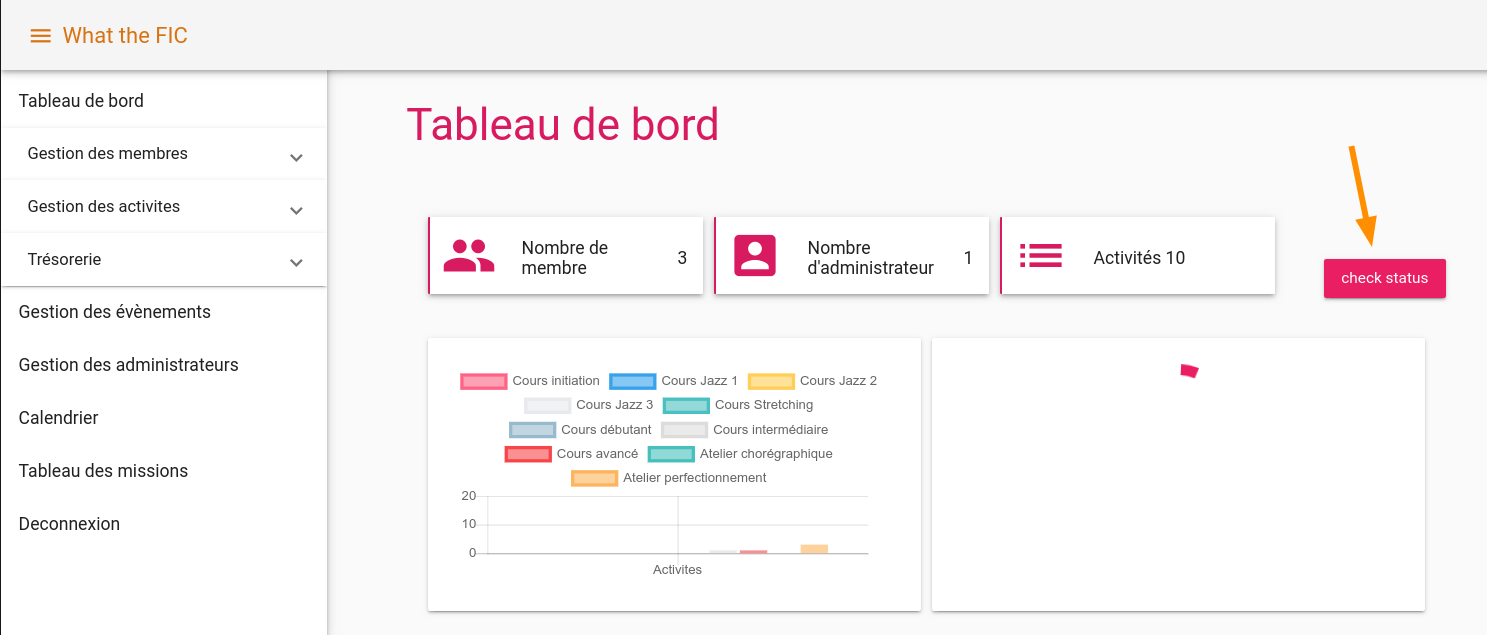 What the FIC
Tableau de bord
Gestion des membres
Gestion des activites
Trésorerie
Gestion des évènements
Gestion des administrateurs
Calendrier
Tableau des missions
Deconnexion
Tableau de bord
Nombre de
membre
3
Nombre
d'administrateur
1
Activités 10
check status
Cours initiation Cours Jazz 1 Cours Jazz 2
Cours Jazz 3 Cours Stretching
Cours débutant Cours intermédiaire
Cours avancé Atelier chorégraphique
Atelier perfectionnement
20
10
0
Activites